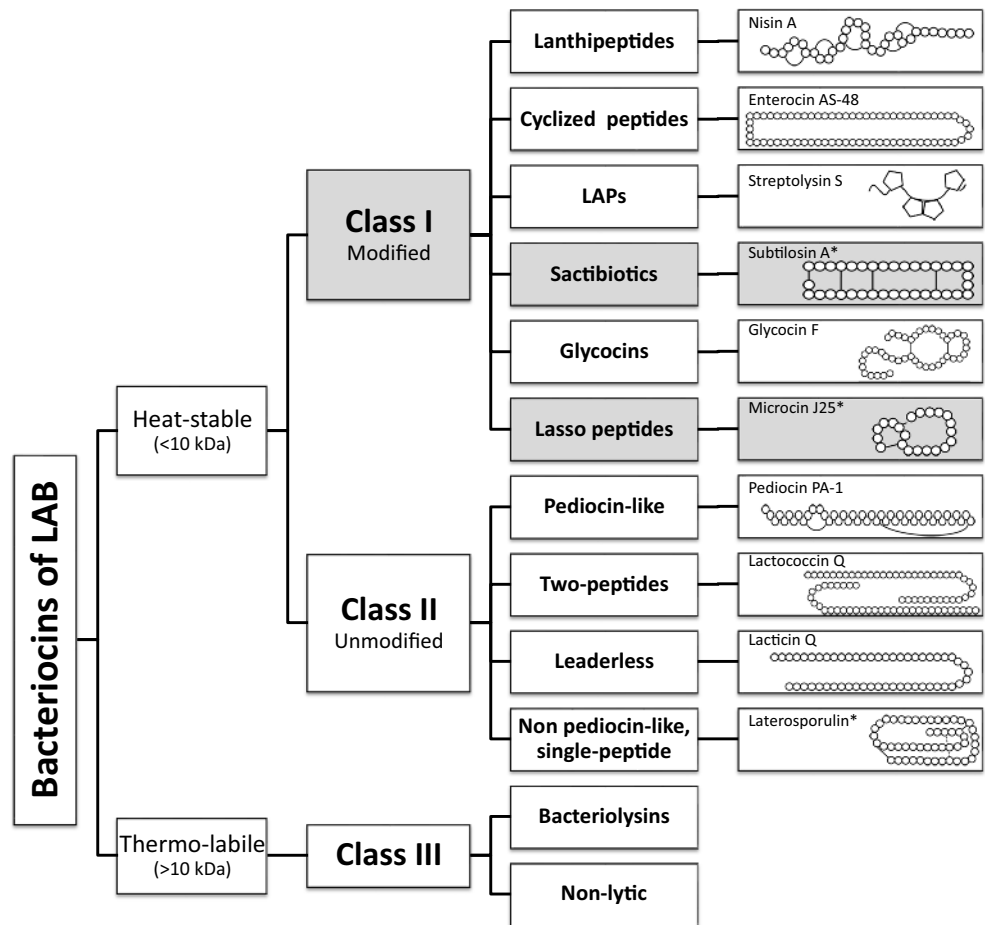 Bacteriocins of LAB
Heat-stable
(<10 kDa)
Thermo-labile
(>10 kDa)
Class I
Modified
Class II
Unmodified
Class III
Lanthipeptides
Nisin A
Cyclized peptides
Enterocin AS-48
LAPs
Streptolysin S
Sactibiotics
Subtilosin A*
Glycocins
Glycocin F
Lasso peptides
Microcin J25*
Pediocin-like
Pediocin PA-1
Two-peptides
Lactococcin Q
Leaderless
Lacticin Q
Non pediocin-like,
single-peptide
Laterosporulin*
Bacteriolysins
Non-lytic